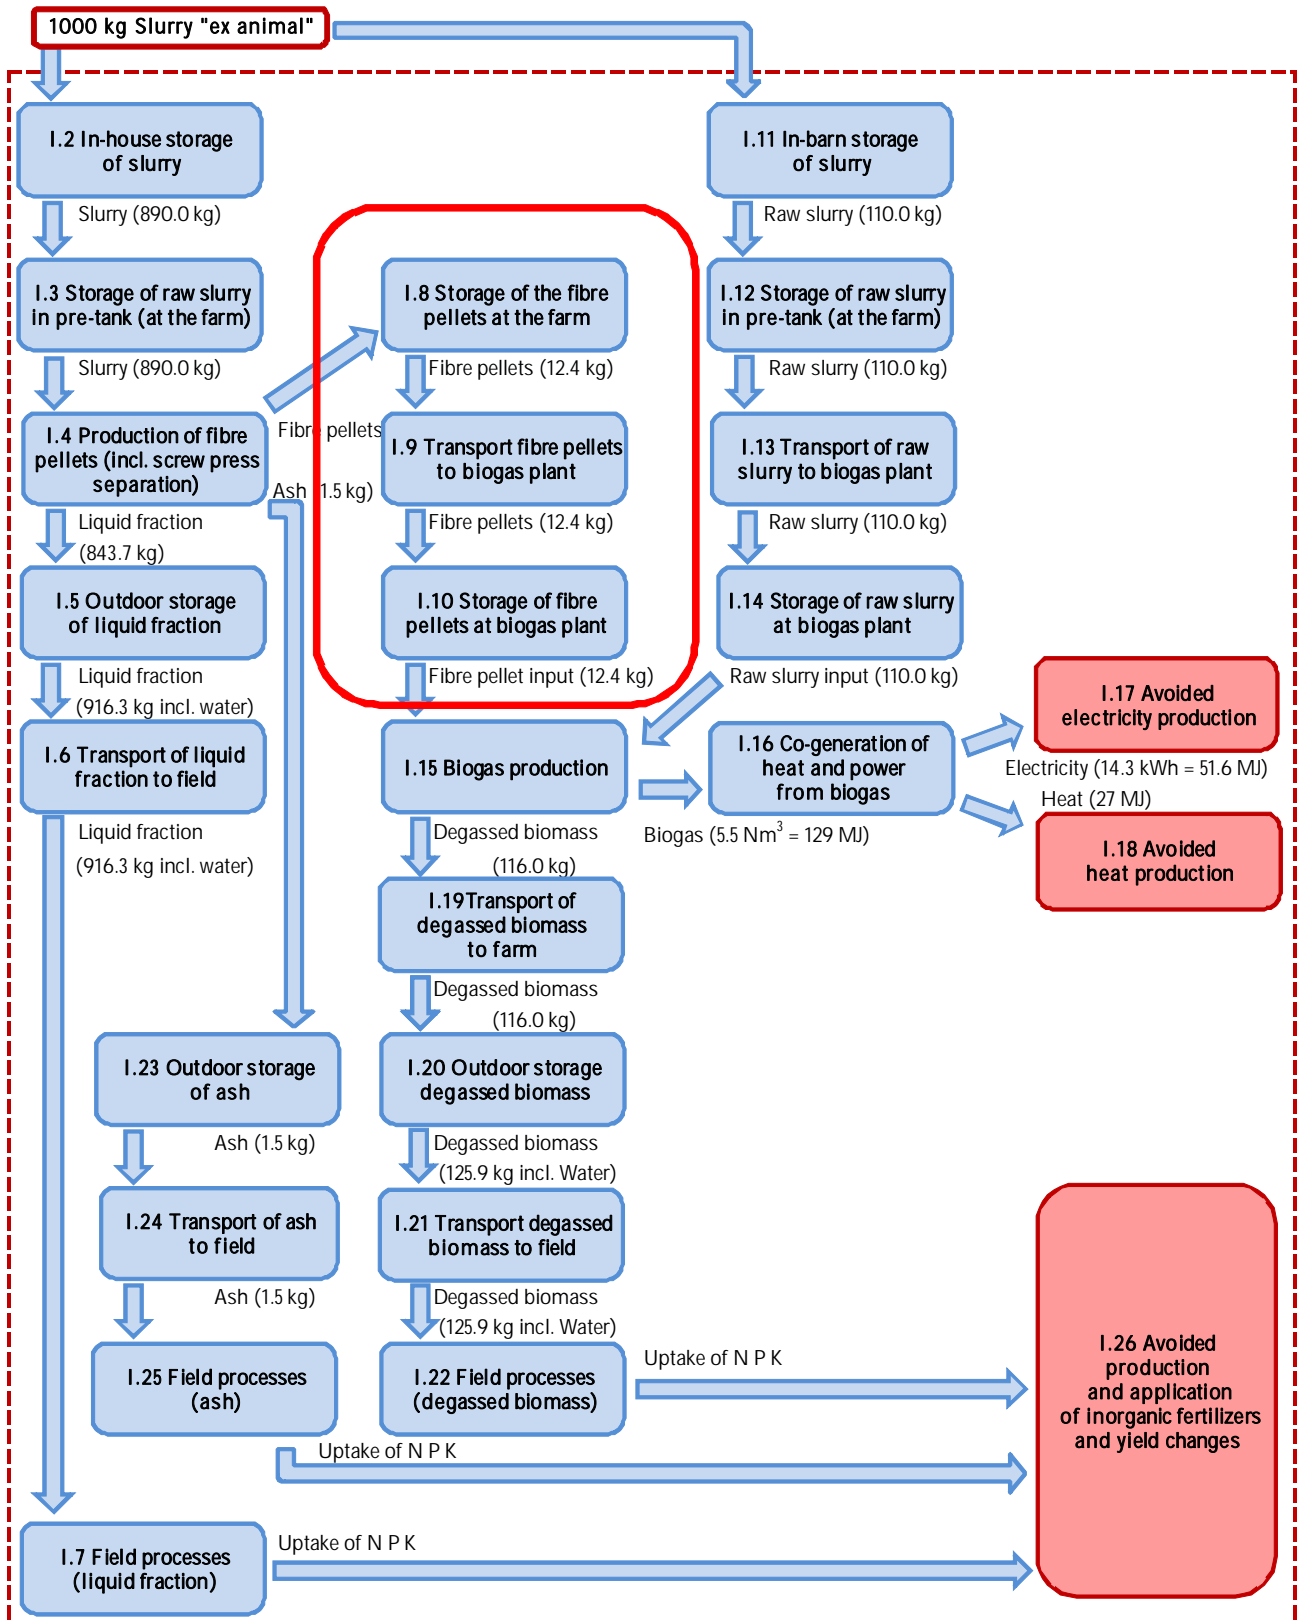 1000 kg Slurry "ex animal"
I.2 In-house storage
of slurry
I.11 In-barn storage
of slurry
Slurry (890.0 kg)
Raw slurry (110.0 kg)
I.3 Storage of raw slurry
in pre-tank (at the farm)
I.8 Storage of the fibre
pellets at the farm
I.12 Storage of raw slurry
in pre-tank (at the farm)
Slurry (890.0 kg)
Fibre pellets (12.4 kg)
Raw slurry (110.0 kg)
I.4 Production of fibre
pellets (incl. screw press
separation)
Fibre pellets
I.9 Transport fibre pellets
to biogas plant
I.13 Transport of raw
slurry to biogas plant
Ash (1.5 kg)
Liquid fraction
(843.7 kg)
Fibre pellets (12.4 kg)
Raw slurry (110.0 kg)
I.5 Outdoor storage
of liquid fraction
I.10 Storage of fibre
pellets at biogas plant
I.14 Storage of raw slurry
at biogas plant
Liquid fraction
(916.3 kg incl. water)
Fibre pellet input (12.4 kg)
Raw slurry input (110.0 kg)
I.17 Avoided
electricity production
I.6 Transport of liquid
fraction to field
I.15 Biogas production
I.16 Co-generation of
heat and power
from biogas
Electricity (14.3 kWh = 51.6 MJ)
Heat (27 MJ)
Liquid fraction
(916.3 kg incl. water)
Degassed biomass
(116.0 kg)
Biogas (5.5 Nm³ = 129 MJ)
I.18 Avoided
heat production
I.19Transport of
degassed biomass
to farm
Degassed biomass
(116.0 kg)
I.23 Outdoor storage
of ash
I.20 Outdoor storage
degassed biomass
Ash (1.5 kg)
Degassed biomass
(125.9 kg incl. Water)
I.24 Transport of ash
to field
I.21 Transport degassed
biomass to field
Ash (1.5 kg)
Degassed biomass
(125.9 kg incl. Water)
I.25 Field processes
(ash)
I.22 Field processes
(degassed biomass)
Uptake of N P K
I.26 Avoided
production
and application
of inorganic fertilizers
and yield changes
Uptake of N P K
I.7 Field processes
(liquid fraction)
Uptake of N P K